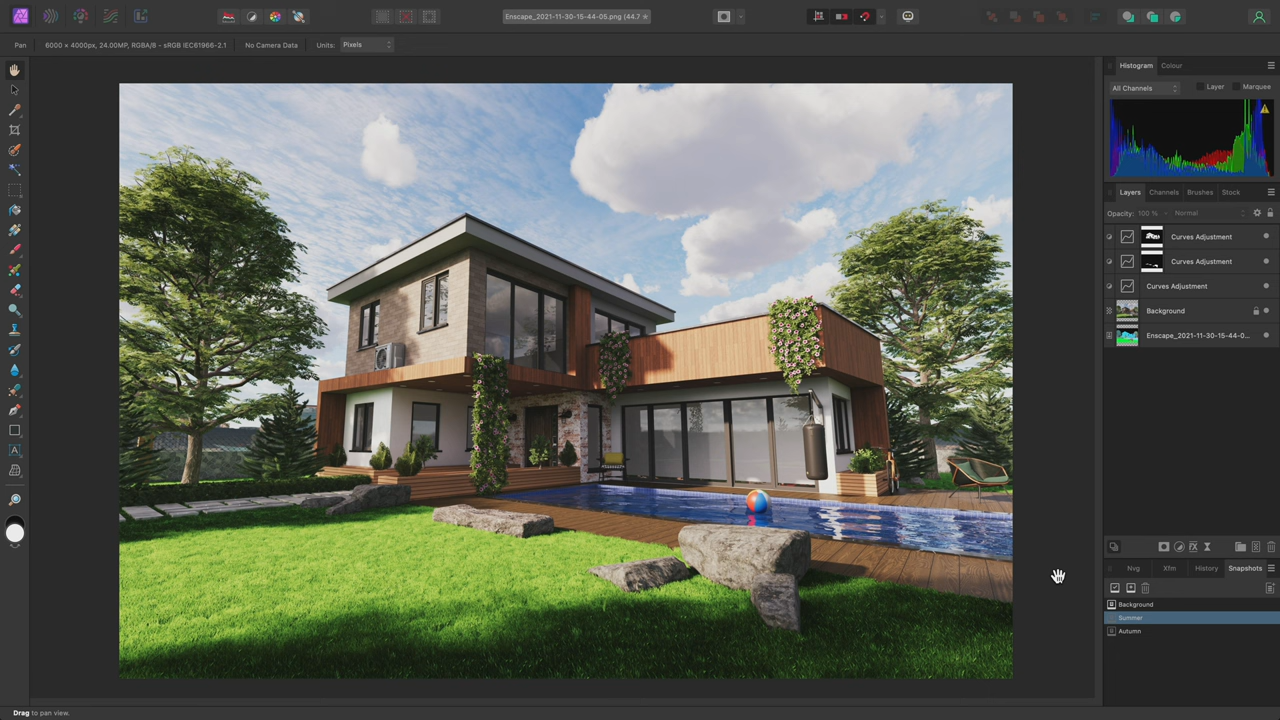 Enscape_2021-11-30-15-44-05.png (44.7
Pan
6000 × 4000px, 24.00MP, RGBA/8 - sRGB IEC61966-2.1
No Camera Data
Units: Pixels
Histogram Colour
All Channels
Layer
Marquee
Layers Channels Brushes Stock
Opacity: 100 %
Normal
Curves Adjustment
Curves Adjustment
Curves Adjustment
Background
Enscape_2021-11-30-15-44-0...
Nvg Xfm History Snapshots
Background
Summer
Autumn
Drag to pan view.